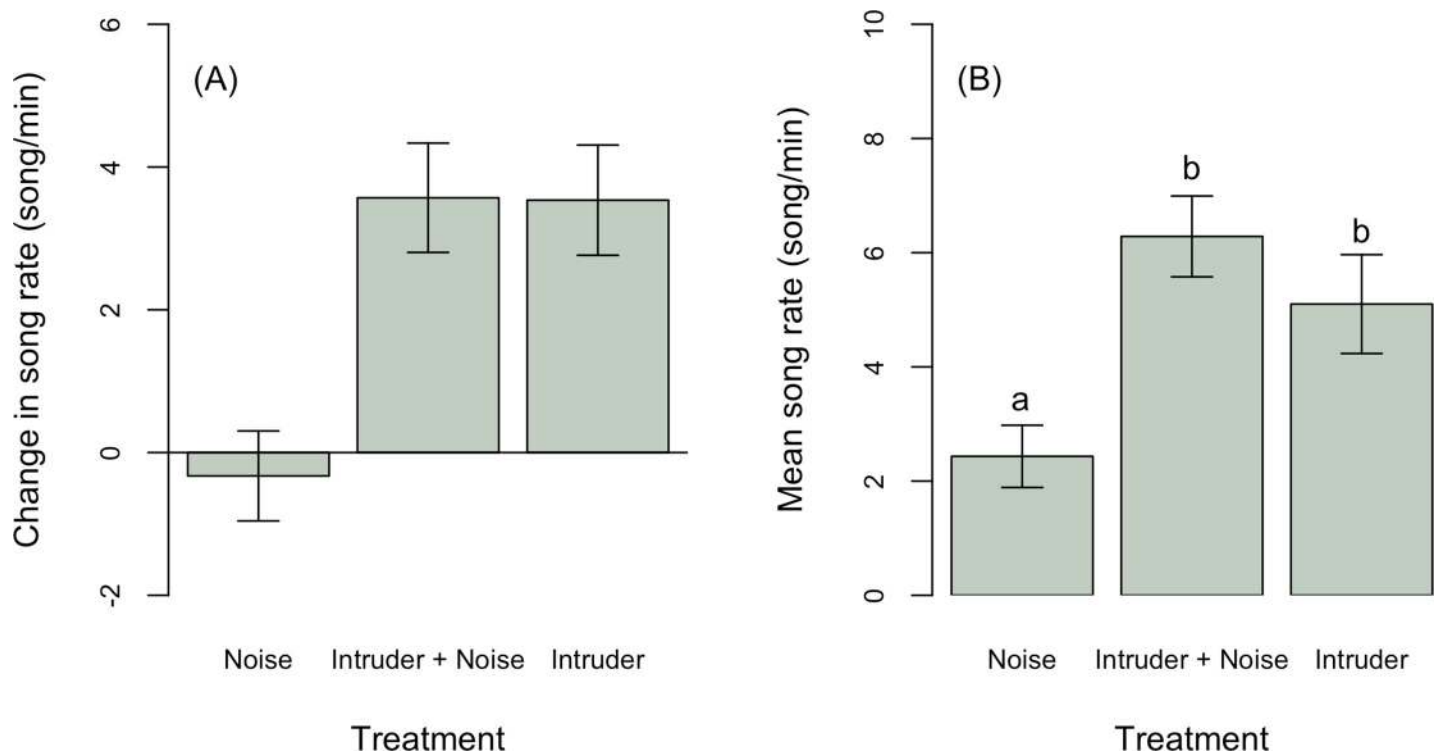 (A)
Change in song rate (song/min)
6
4
2
0
-2
Noise Intruder + Noise Intruder
Treatment
(B)
Mean song rate (song/min)
10
8
6
4
2
0
a
b
b
Noise Intruder + Noise Intruder
Treatment